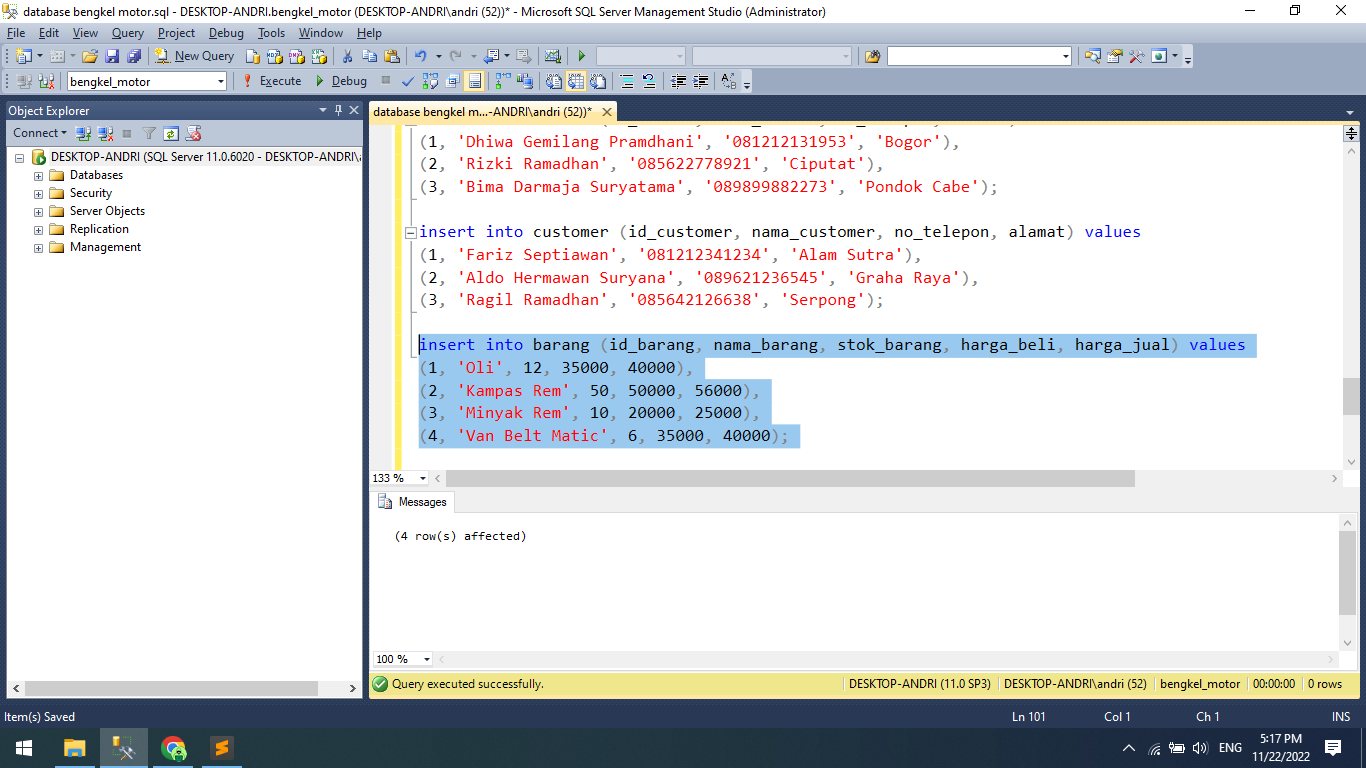 database bengkel motor.sql - DESKTOP-ANDRI.bengkel_motor (DESKTOP-ANDRI\andri (52))* - Microsoft SQL Server Management Studio (Administrator)
File Edit View Query Project Debug Tools Window Help
New Query
bengkel_motor Execute Debug
Object Explorer
Connect
DESKTOP-ANDRI (SQL Server 11.0.6020 - DESKTOP-ANDRI\
Databases
Security
Server Objects
Replication
Management
database bengkel m...-ANDRI\andri (52))*
(1, 'Dhiwa Gemilang Pramdhani', '081212131953', 'Bogor'),
(2, 'Rizki Ramadhan', '085622778921', 'Ciputat'),
(3, 'Bima Darmaja Suryatama', '089899882273', 'Pondok Cabe');
insert into customer (id_customer, nama_customer, no_telepon, alamat) values
(1, 'Fariz Septiawan', '081212341234', 'Alam Sutra'),
(2, 'Aldo Hermawan Suryana', '089621236545', 'Graha Raya'),
(3, 'Ragil Ramadhan', '085642126638', 'Serpong');
insert into barang (id_barang, nama_barang, stok_barang, harga_beli, harga_jual) values
(1, 'Oli', 12, 35000, 40000),
(2, 'Kampas Rem', 50, 50000, 56000),
(3, 'Minyak Rem', 10, 20000, 25000),
(4, 'Van Belt Matic', 6, 35000, 40000);
133 %
Messages
(4 row(s) affected)
100 %
Query executed successfully. DESKTOP-ANDRI (11.0 SP3) DESKTOP-ANDRI\andri (52) bengkel_motor 00:00:00 0 rows
Item(s) Saved Ln 101 Col 1 Ch 1 INS
ENG 5:17 PM
11/22/2022